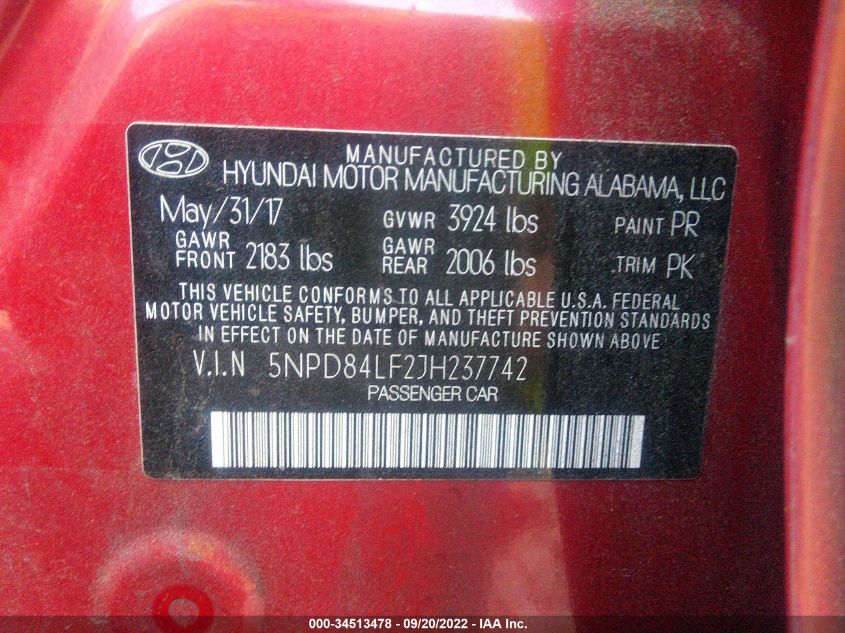 MANUFACTURED BY
HYUNDAI MOTOR MANUFACTURING ALABAMA, LLC
May/31/17 GVWR 3924 lbs PAINT PR
GAWR FRONT 2183 lbs GAWR REAR 2006 lbs TRIM PK
THIS VEHICLE CONFORMS TO ALL APPLICABLE U.S.A. FEDERAL
MOTOR VEHICLE SAFETY, BUMPER, AND THEFT PREVENTION STANDARDS
IN EFFECT ON THE DATE OF MANUFACTURE SHOWN ABOVE
V.I.N 5NPD84LF2JH237742
PASSENGER CAR
000-34513478 - 09/20/2022 - IAA Inc.